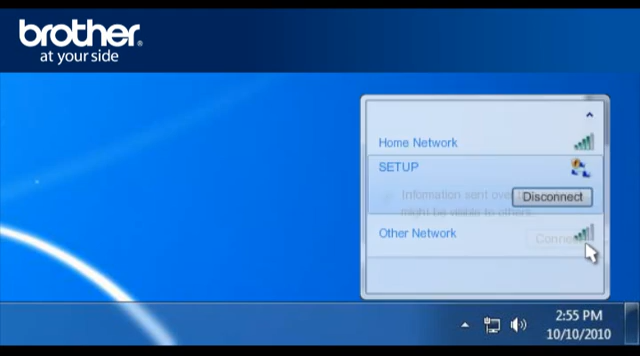 brother
at your side
Home Network
SETUP
Information sent over
might be visible to others.
Disconnect
Other Network
2:55 PM
10/10/2010